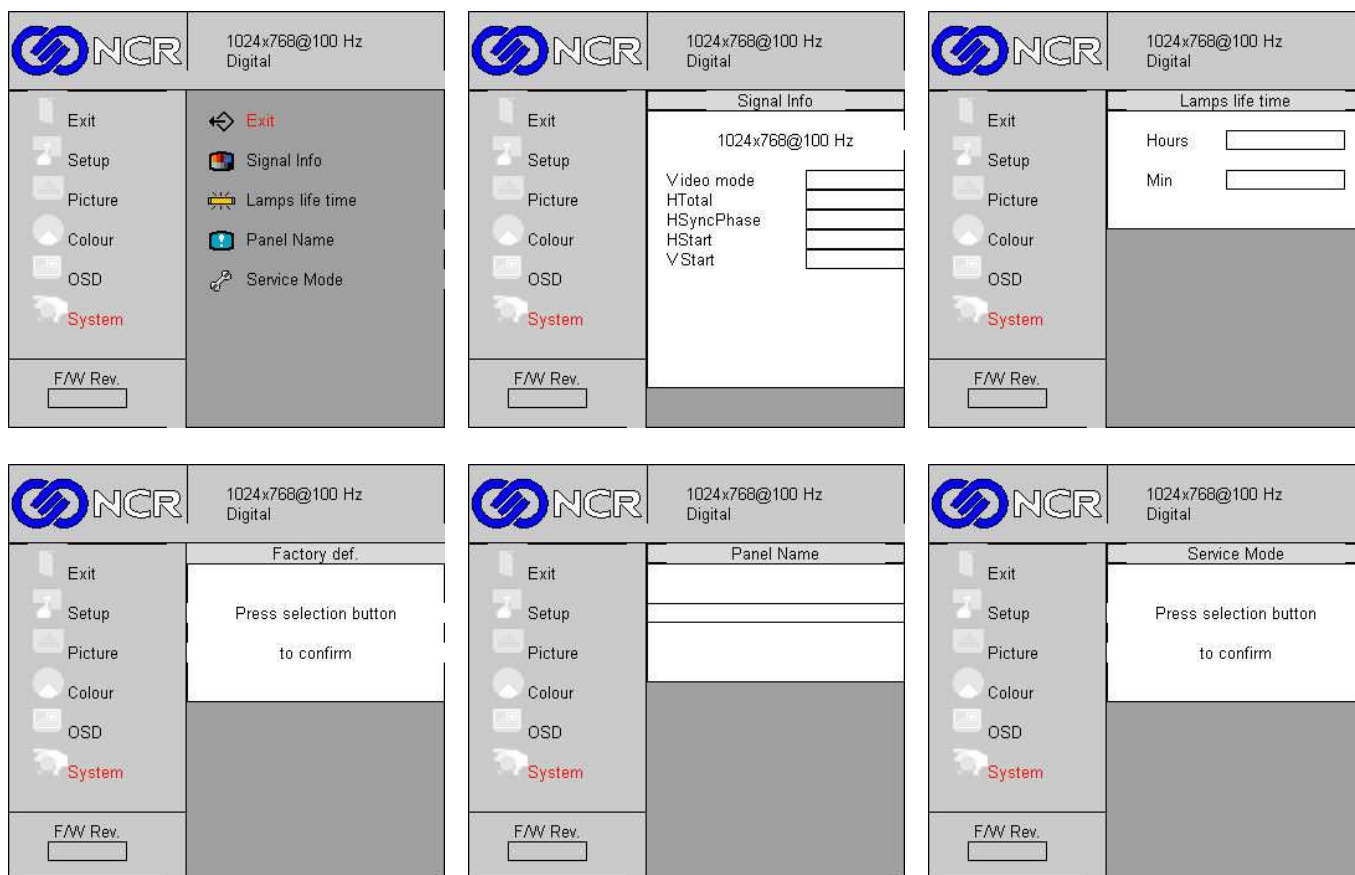 NCR
1024x768@100 Hz
Digital
Exit
Setup
Picture
Colour
OSD
System
F/W Rev.
Exit
Signal Info
Lamps life time
Panel Name
Service Mode
NCR
1024x768@100 Hz
Digital
Exit
Setup
Picture
Colour
OSD
System
F/W Rev.
Signal Info
1024x768@100 Hz
Video mode
HTotal
HSyncPhase
HStart
VStart
NCR
1024x768@100 Hz
Digital
Exit
Setup
Picture
Colour
OSD
System
F/W Rev.
Lamps life time
Hours
Min
NCR
1024x768@100 Hz
Digital
Exit
Setup
Picture
Colour
OSD
System
F/W Rev.
Factory def.
Press selection button
to confirm
NCR
1024x768@100 Hz
Digital
Exit
Setup
Picture
Colour
OSD
System
F/W Rev.
Panel Name
NCR
1024x768@100 Hz
Digital
Exit
Setup
Picture
Colour
OSD
System
F/W Rev.
Service Mode
Press selection button
to confirm